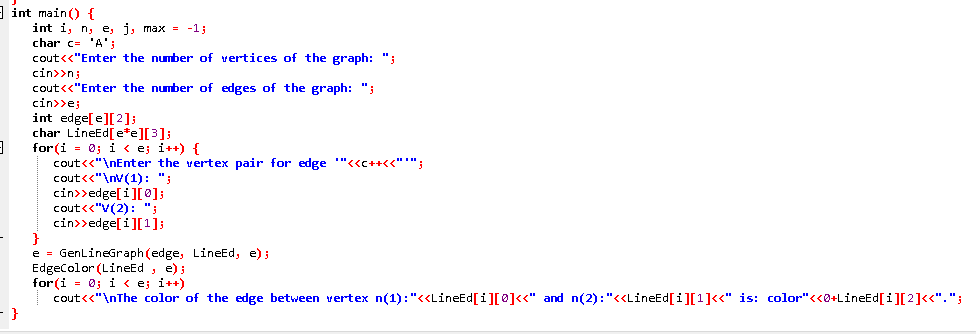 int main() {
int i, n, e, j, max = -1;
char c= 'A';
cout<<"Enter the number of vertices of the graph: ";
cin>>n;
cout<<"Enter the number of edges of the graph: ";
cin>>e;
int edge[e][2];
char LineEd[e*e][3];
for(i = 0; i < e; i++) {
cout<<"\nEnter the vertex pair for edge '"<<c++<<"'";
cout<<"\nV(1): ";
cin>>edge[i][0];
cout<<"V(2): ";
cin>>edge[i][1];
}
e = GenLineGraph(edge, LineEd, e);
EdgeColor(LineEd , e);
for(i = 0; i < e; i++)
cout<<"\nThe color of the edge between vertex n(1):"<<LineEd[i][0]<<" and n(2):"<<LineEd[i][1]<<" is: color"<<0+LineEd[i][2]<<".";
}